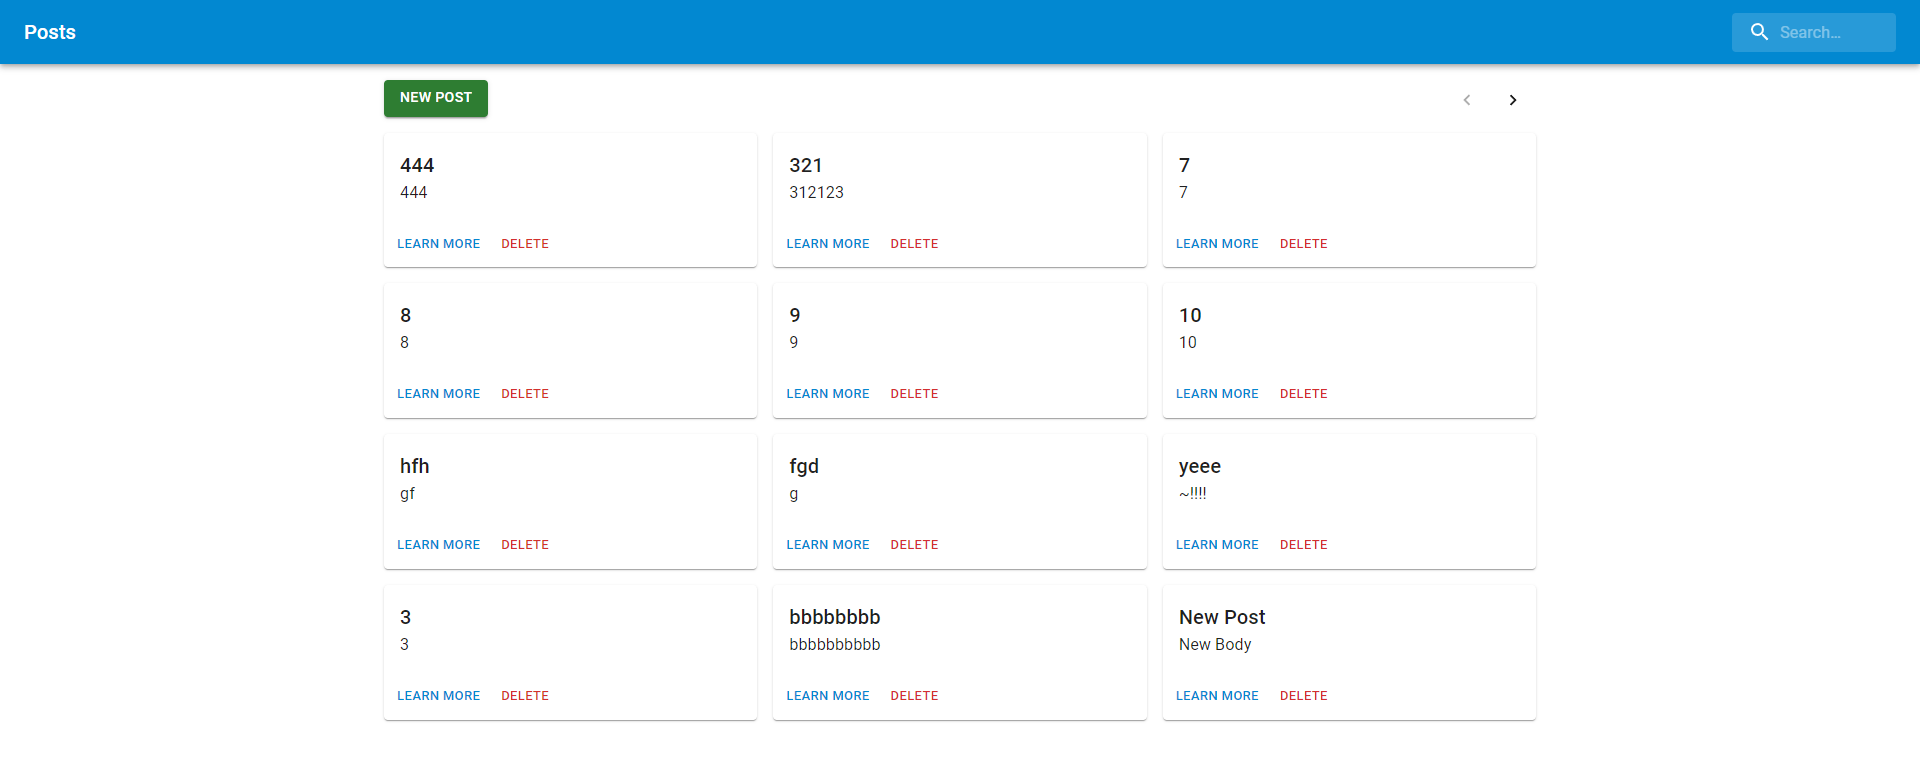 Posts
Search...
NEW POST
444
444
LEARN MORE DELETE
321
312123
LEARN MORE DELETE
7
7
LEARN MORE DELETE
8
8
LEARN MORE DELETE
9
9
LEARN MORE DELETE
10
10
LEARN MORE DELETE
hfh
gf
LEARN MORE DELETE
fgd
g
LEARN MORE DELETE
yeee
~!!!!
LEARN MORE DELETE
3
3
LEARN MORE DELETE
bbbbbbbb
bbbbbbbbbb
LEARN MORE DELETE
New Post
New Body
LEARN MORE DELETE